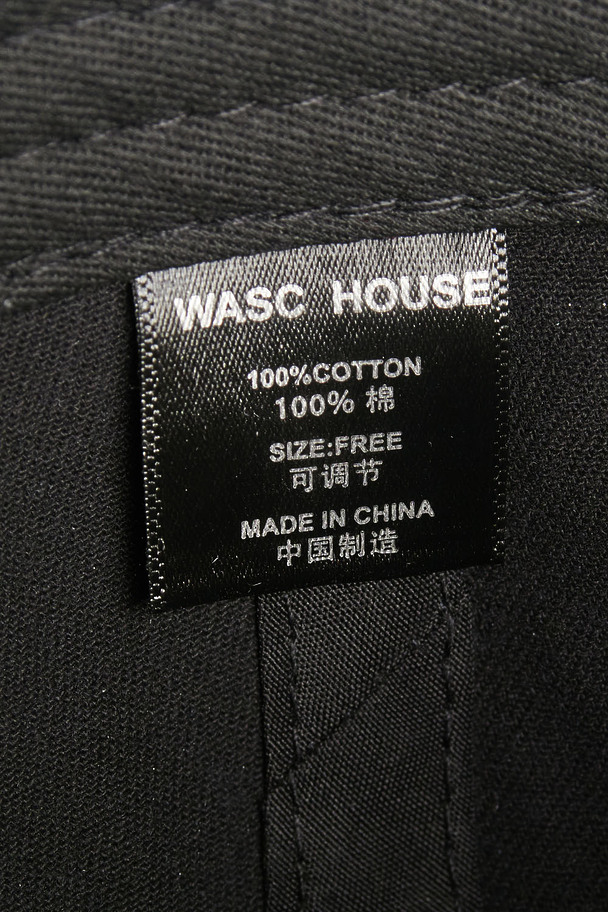 WASC HOUSE
100%COTTON
100% 棉
SIZE:FREE
可调节
MADE IN CHINA
中国制造